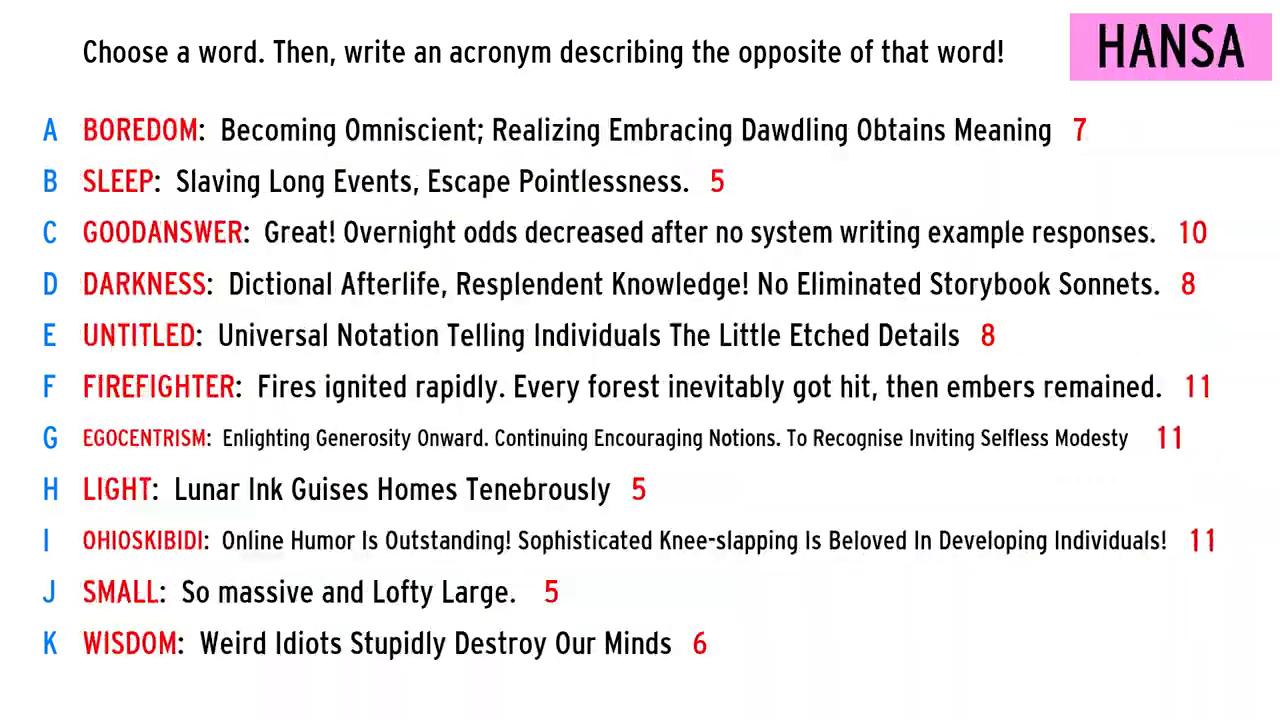 Choose a word. Then, write an acronym describing the opposite of that word!
HANSA
A BOREDOM: Becoming Omniscient; Realizing Embracing Dawdling Obtains Meaning 7
B SLEEP: Slaving Long Events, Escape Pointlessness. 5
C GOODANSWER: Great! Overnight odds decreased after no system writing example responses. 10
D DARKNESS: Dictional Afterlife, Resplendent Knowledge! No Eliminated Storybook Sonnets. 8
E UNTITLED: Universal Notation Telling Individuals The Little Etched Details 8
F FIREFIGHTER: Fires ignited rapidly. Every forest inevitably got hit, then embers remained. 11
G EGOCENTRISM: Enlighting Generosity Onward. Continuing Encouraging Notions. To Recognise Inviting Selfless Modesty 11
H LIGHT: Lunar Ink Guises Homes Tenebrously 5
I OHIOSKIBIDI: Online Humor Is Outstanding! Sophisticated Knee-slapping Is Beloved In Developing Individuals! 11
J SMALL: So massive and Lofty Large. 5
K WISDOM: Weird Idiots Stupidly Destroy Our Minds 6